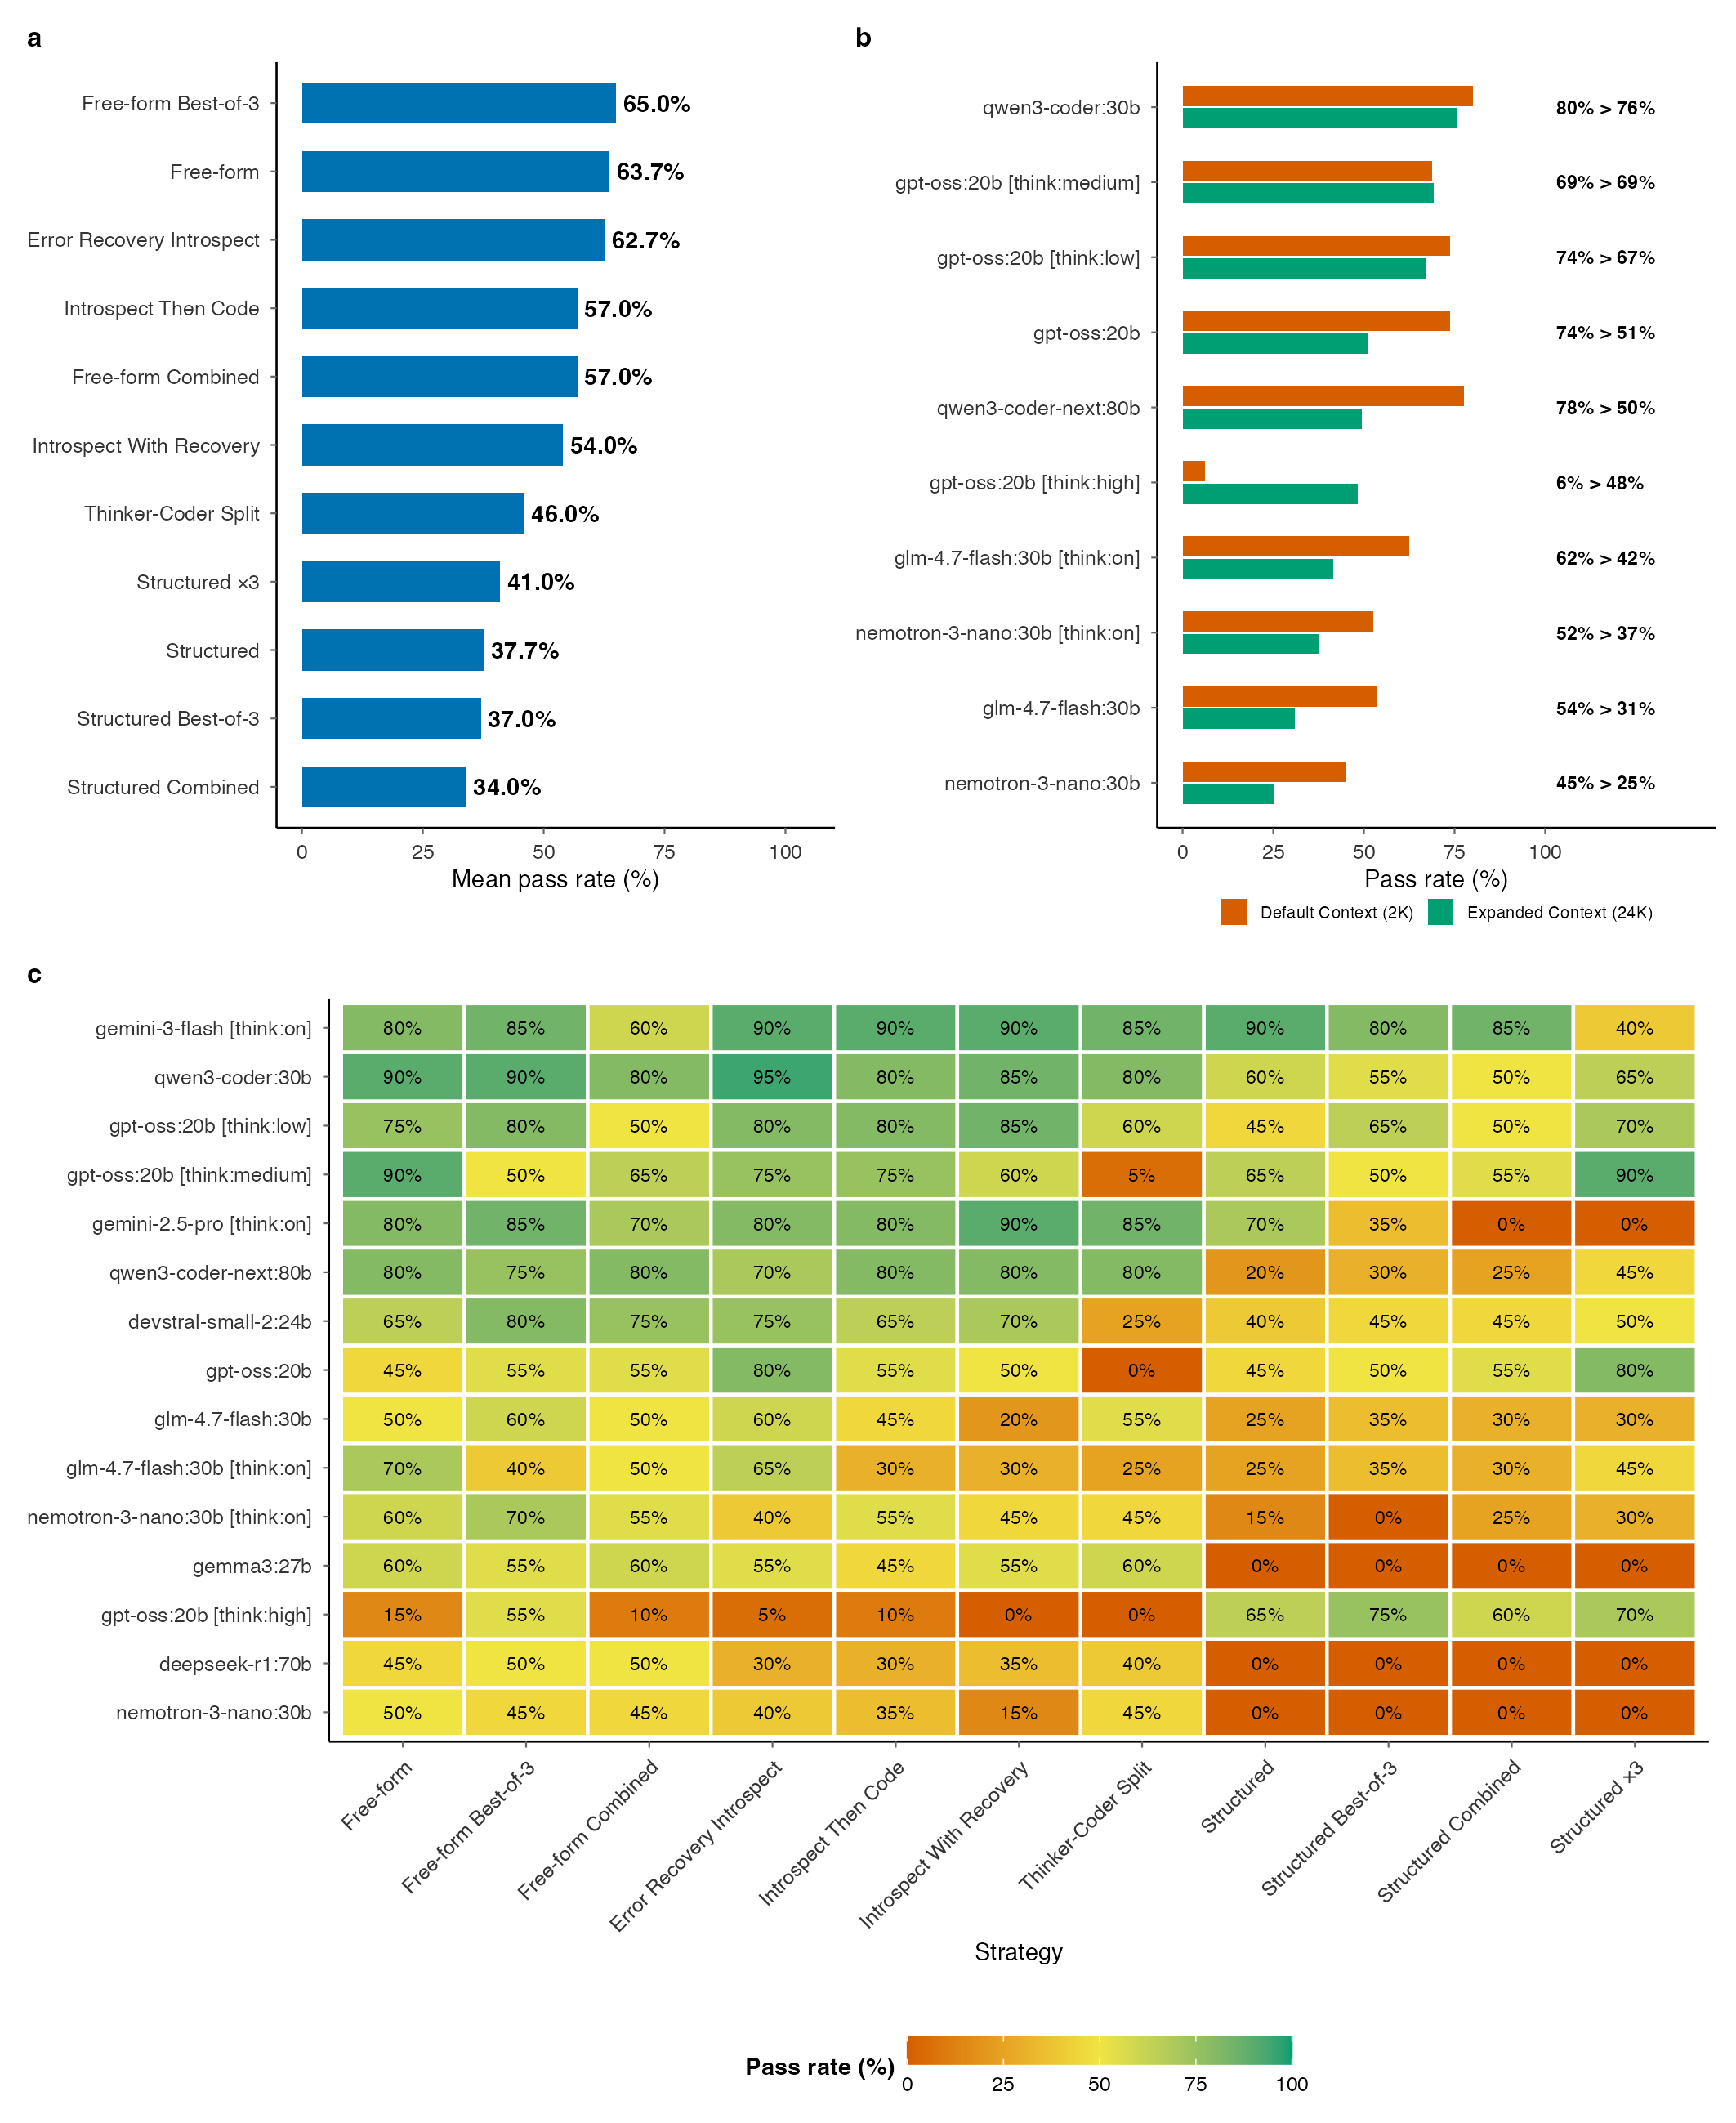 a
Free-form Best-of-3 65.0%
Free-form 63.7%
Error Recovery Introspect 62.7%
Introspect Then Code 57.0%
Free-form Combined 57.0%
Introspect With Recovery 54.0%
Thinker-Coder Split 46.0%
Structured ×3 41.0%
Structured 37.7%
Structured Best-of-3 37.0%
Structured Combined 34.0%
0 25 50 75 100
Mean pass rate (%)
b
qwen3-coder:30b 80% > 76%
gpt-oss:20b [think:medium] 69% > 69%
gpt-oss:20b [think:low] 74% > 67%
gpt-oss:20b 74% > 51%
qwen3-coder-next:80b 78% > 50%
gpt-oss:20b [think:high] 6% > 48%
glm-4.7-flash:30b [think:on] 62% > 42%
nemotron-3-nano:30b [think:on] 52% > 37%
glm-4.7-flash:30b 54% > 31%
nemotron-3-nano:30b 45% > 25%
0 25 50 75 100
Pass rate (%)
Default Context (2K) Expanded Context (24K)
c
gemini-3-flash [think:on] 80% 85% 60% 90% 90% 90% 85% 90% 80% 85% 40%
qwen3-coder:30b 90% 90% 80% 95% 80% 85% 80% 60% 55% 50% 65%
gpt-oss:20b [think:low] 75% 80% 50% 80% 80% 85% 60% 45% 65% 50% 70%
gpt-oss:20b [think:medium] 90% 50% 65% 75% 75% 60% 5% 65% 50% 55% 90%
gemini-2.5-pro [think:on] 80% 85% 70% 80% 80% 90% 85% 70% 35% 0% 0%
qwen3-coder-next:80b 80% 75% 80% 70% 80% 80% 80% 20% 30% 25% 45%
devstral-small-2:24b 65% 80% 75% 75% 65% 70% 25% 40% 45% 45% 50%
gpt-oss:20b 45% 55% 55% 80% 55% 50% 0% 45% 50% 55% 80%
glm-4.7-flash:30b 50% 60% 50% 60% 45% 20% 55% 25% 35% 30% 30%
glm-4.7-flash:30b [think:on] 70% 40% 50% 65% 30% 30% 25% 25% 35% 30% 45%
nemotron-3-nano:30b [think:on] 60% 70% 55% 40% 55% 45% 45% 15% 0% 25% 30%
gemma3:27b 60% 55% 60% 55% 45% 55% 60% 0% 0% 0% 0%
gpt-oss:20b [think:high] 15% 55% 10% 5% 10% 0% 0% 65% 75% 60% 70%
deepseek-r1:70b 45% 50% 50% 30% 30% 35% 40% 0% 0% 0% 0%
nemotron-3-nano:30b 50% 45% 45% 40% 35% 15% 45% 0% 0% 0% 0%
Free-form
Free-form Best-of-3
Free-form Combined
Error Recovery Introspect
Introspect Then Code
Introspect With Recovery
Thinker-Coder Split
Structured
Structured Best-of-3
Structured Combined
Structured ×3
Strategy
Pass rate (%)
0 25 50 75 100